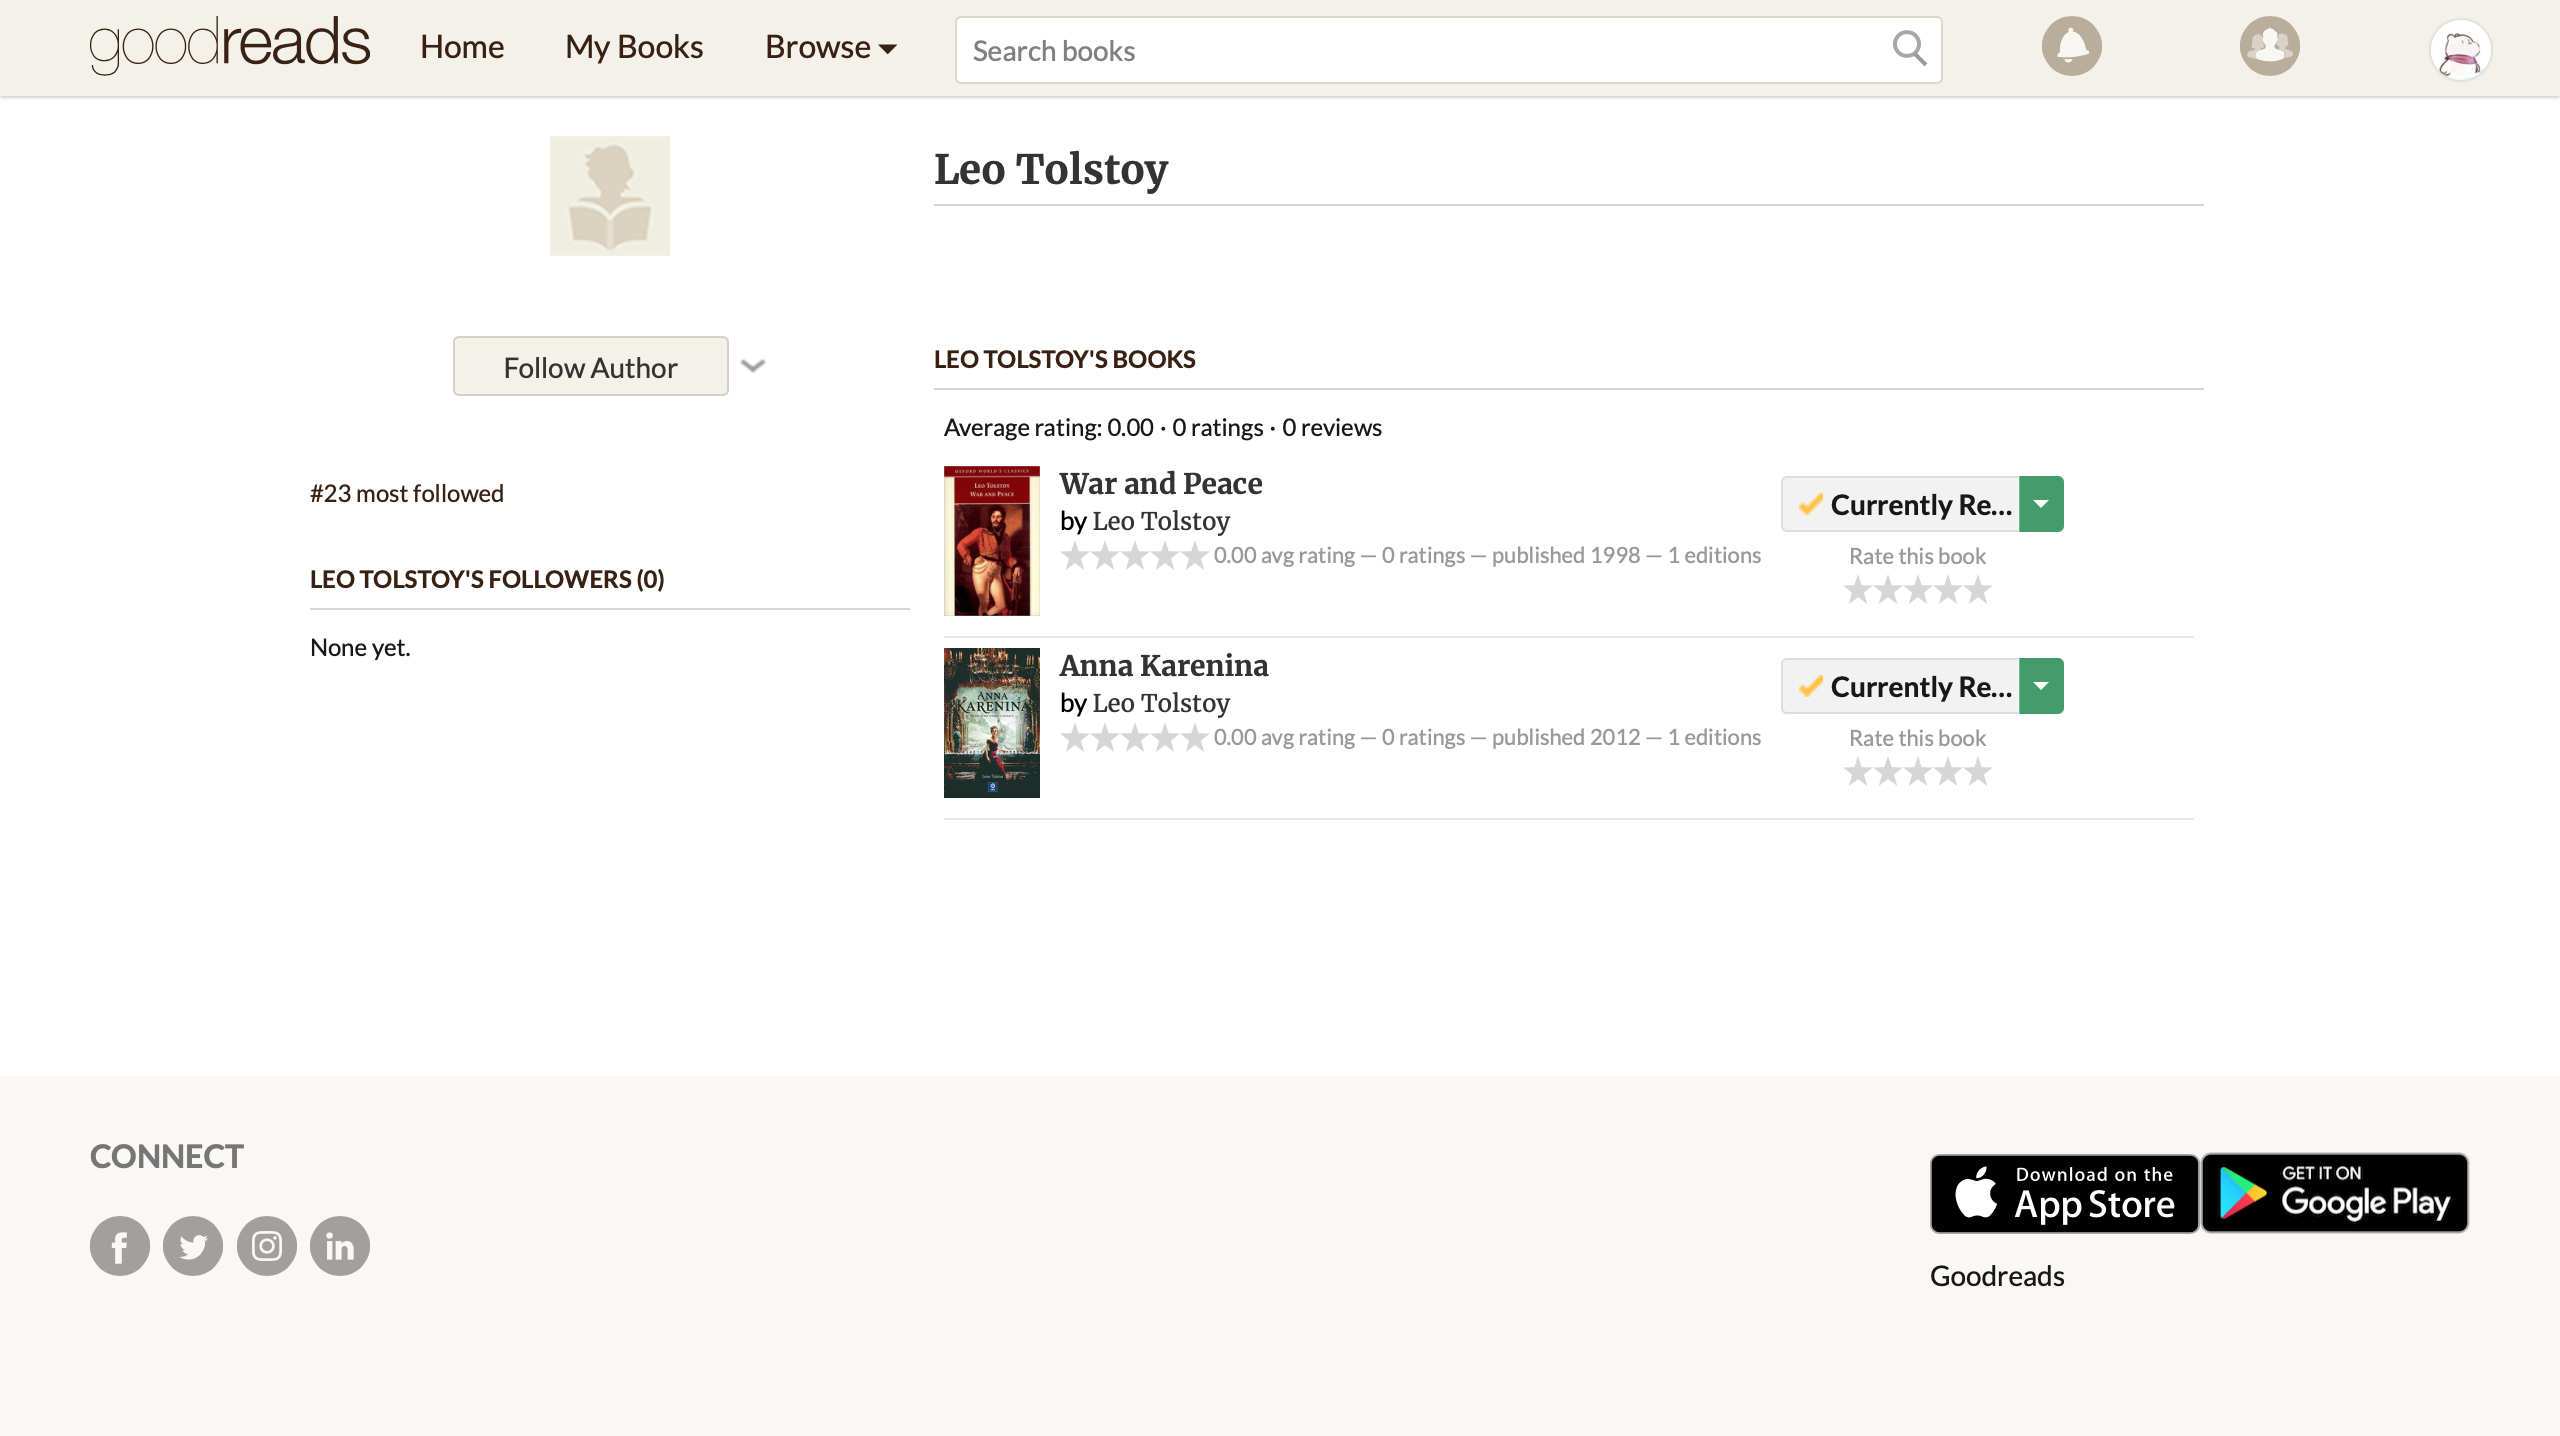 goodreads Home My Books Browse Search books
Leo Tolstoy
Follow Author
#23 most followed
LEO TOLSTOY'S FOLLOWERS (0)
None yet.
LEO TOLSTOY'S BOOKS
Average rating: 0.00 · 0 ratings · 0 reviews
OXFORD WORLD'S CLASSICS
LEO TOLSTOY
WAR AND PEACE
War and Peace
by Leo Tolstoy
0.00 avg rating — 0 ratings — published 1998 — 1 editions
Currently Re...
Rate this book
ANNA
KARENINA
Anna Karenina
by Leo Tolstoy
0.00 avg rating — 0 ratings — published 2012 — 1 editions
Currently Re...
Rate this book
CONNECT
Download on the
App Store
GET IT ON
Google Play
Goodreads